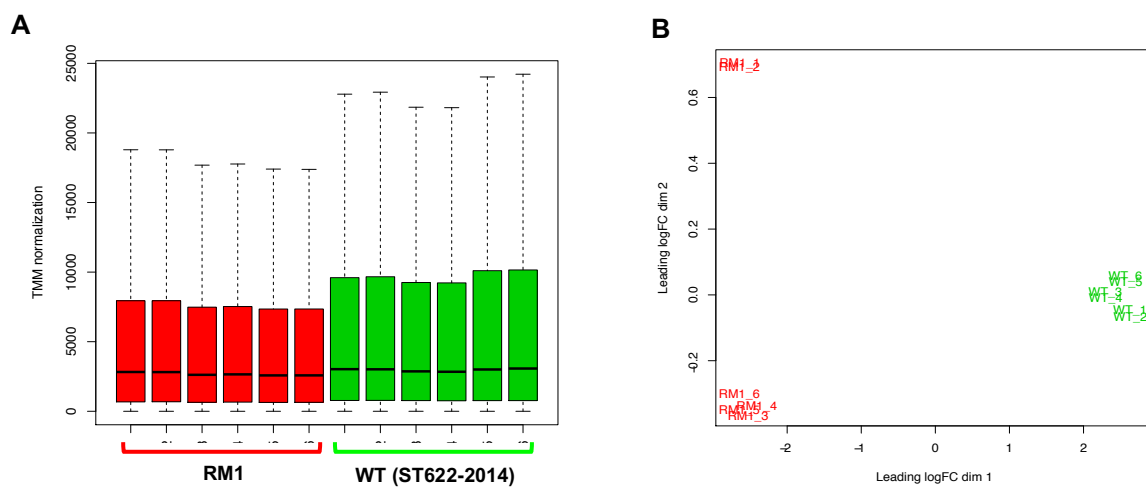 A
B
25000
20000
15000
10000
5000
0
TMM normalization
RM1
WT (ST622-2014)
RM1_1
RM1_2
0.6
0.4
0.2
0.0
-0.2
Leading logFC dim 2
WT_6
WT_5
WT_3
WT_4
WT_1
WT_2
RM1_6
RM1_4
RM1_5
RM1_3
-2
-1
0
1
2
Leading logFC dim 1